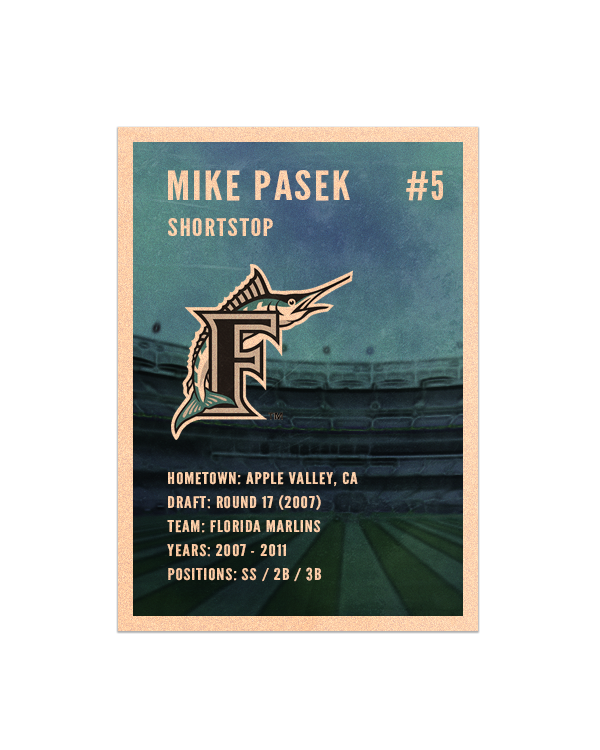 MIKE PASEK #5
SHORTSTOP
F
TM
HOMETOWN: APPLE VALLEY, CA
DRAFT: ROUND 17 (2007)
TEAM: FLORIDA MARLINS
YEARS: 2007 - 2011
POSITIONS: SS / 2B / 3B